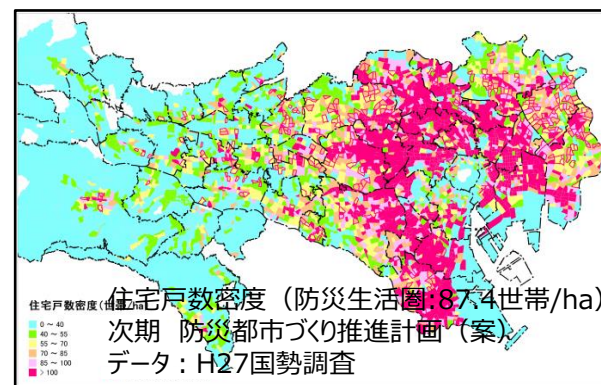 住宅戸数密度(世帯/ha)
0 ～ 40
40 ～ 55
55 ～ 70
70 ～ 85
85 ～ 100
> 100
住宅戸数密度（防災生活圏:87.4世帯/ha）
次期 防災都市づくり推進計画（案）
データ：H27国勢調査